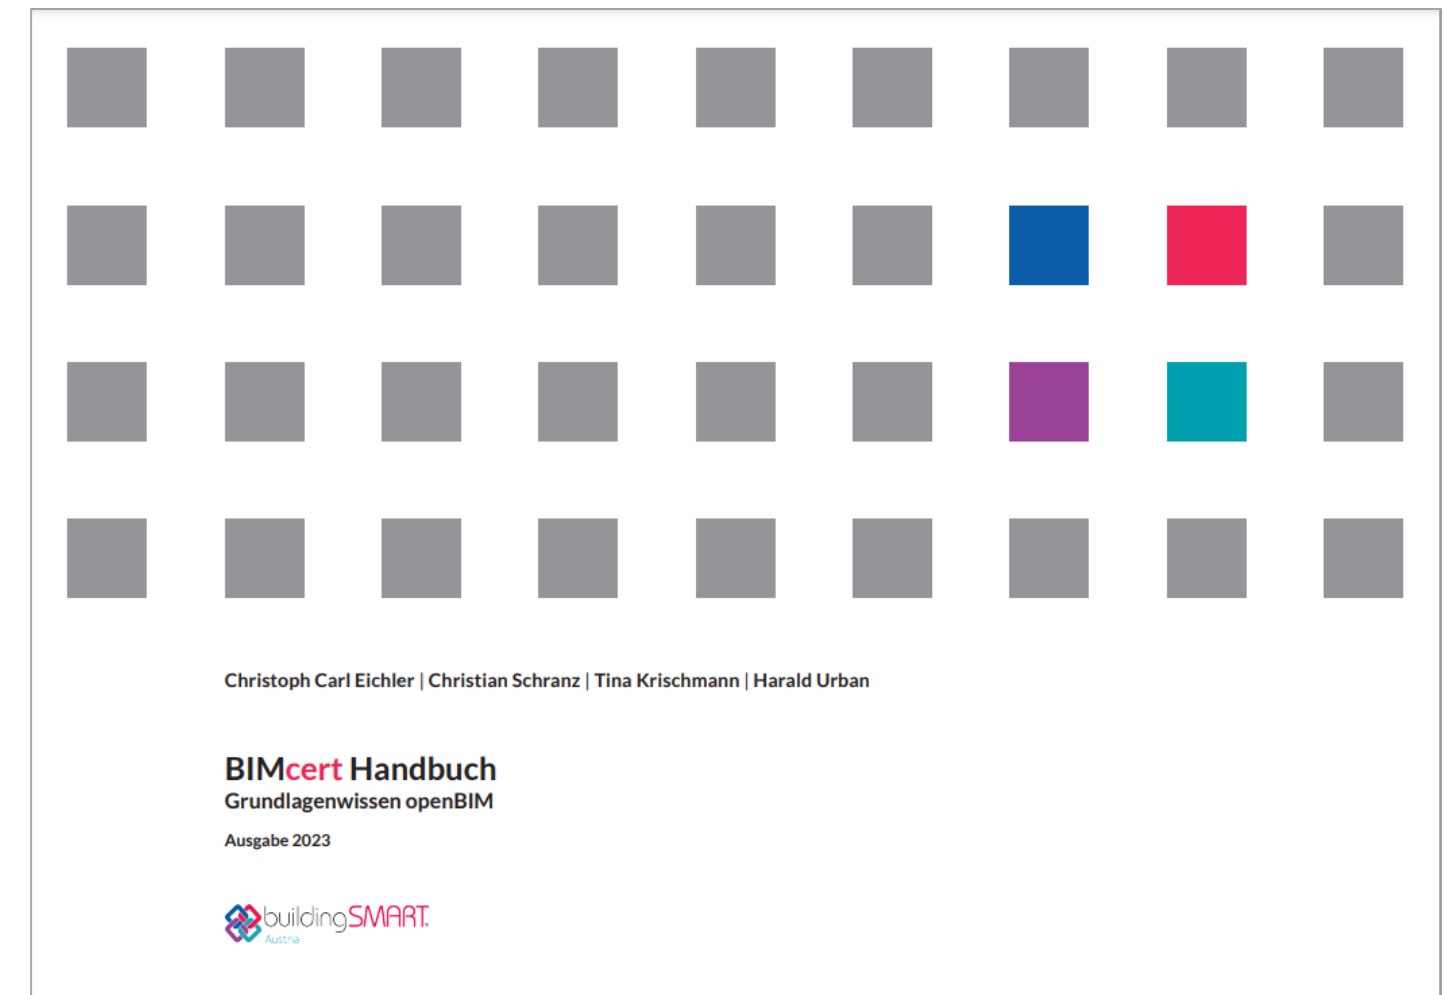 Christoph Carl Eichler | Christian Schranz | Tina Krischmann | Harald Urban
BIMcert Handbuch
Grundlagenwissen openBIM
Ausgabe 2023
buildingSMART®
Austria